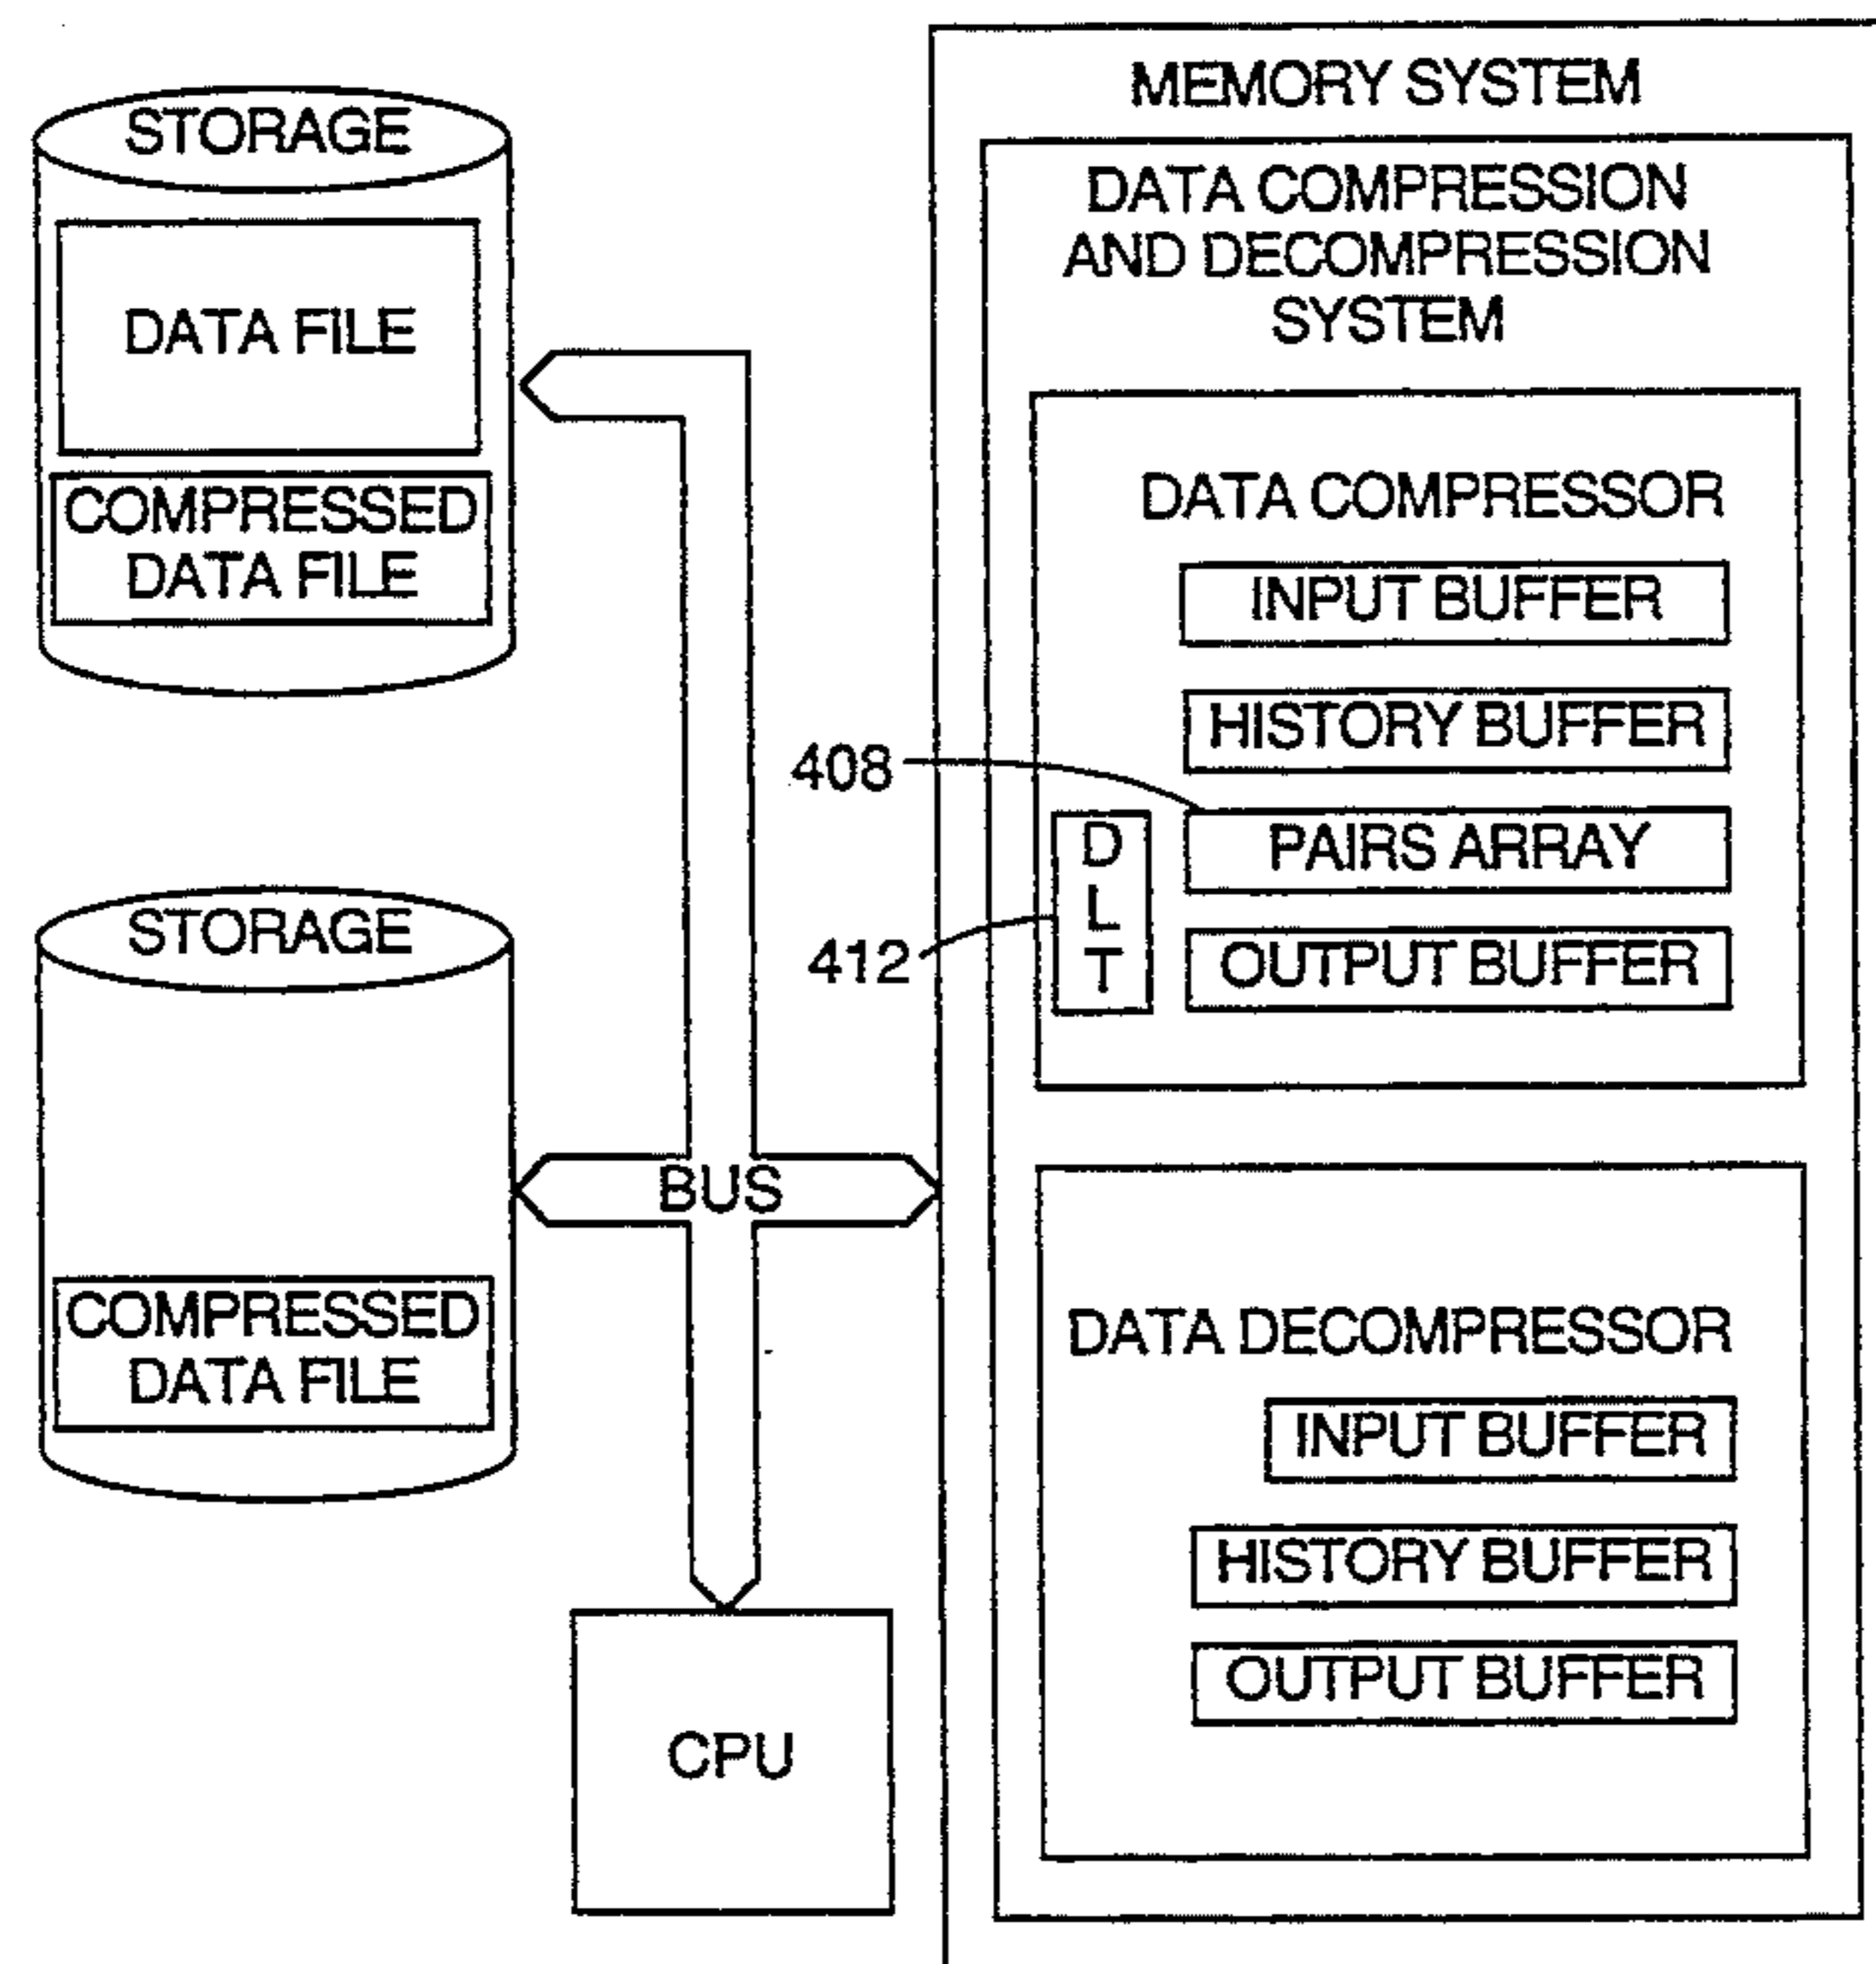 STORAGE
DATA FILE
COMPRESSED
DATA FILE
STORAGE
COMPRESSED
DATA FILE
BUS
CPU
MEMORY SYSTEM
DATA COMPRESSION
AND DECOMPRESSION
SYSTEM
DATA COMPRESSOR
INPUT BUFFER
HISTORY BUFFER
408
PAIRS ARRAY
D
L
T
412
OUTPUT BUFFER
DATA DECOMPRESSOR
INPUT BUFFER
HISTORY BUFFER
OUTPUT BUFFER